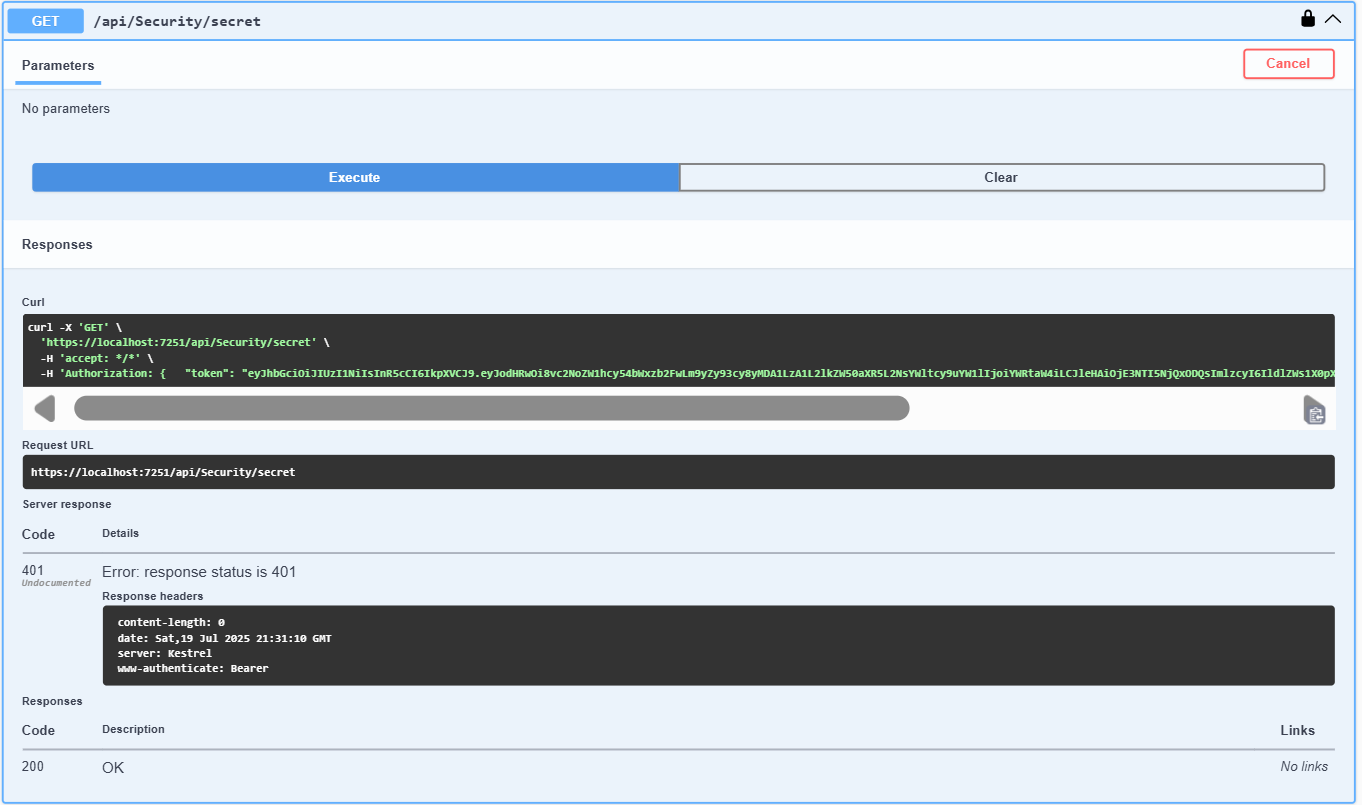 GET /api/Security/secret
Parameters
Cancel
No parameters
Execute
Clear
Responses
Curl
curl -X 'GET' \
'https://localhost:7251/api/Security/secret' \
-H 'accept: */*' \
-H 'Authorization: { "token": "eyJhbGciOiJIUzI1NiIsInR5cCI6IkpXVCJ9.eyJodHRwOi8vc2NoZW1hcy54bWxzb2FwLm9yZy93cy8yMDA1LzA1L2lkZW50aXR5L2NsYWltcy9uYW1lIjoiYWRtaW4iLCJleHAiOjE3NTI5NjQxODQsImlzcyI6IldlZWs1X0pX
Request URL
https://localhost:7251/api/Security/secret
Server response
Code Details
401
Undocumented
Error: response status is 401
Response headers
content-length: 0
date: Sat,19 Jul 2025 21:31:10 GMT
server: Kestrel
www-authenticate: Bearer
Responses
Code Description Links
200 OK No links